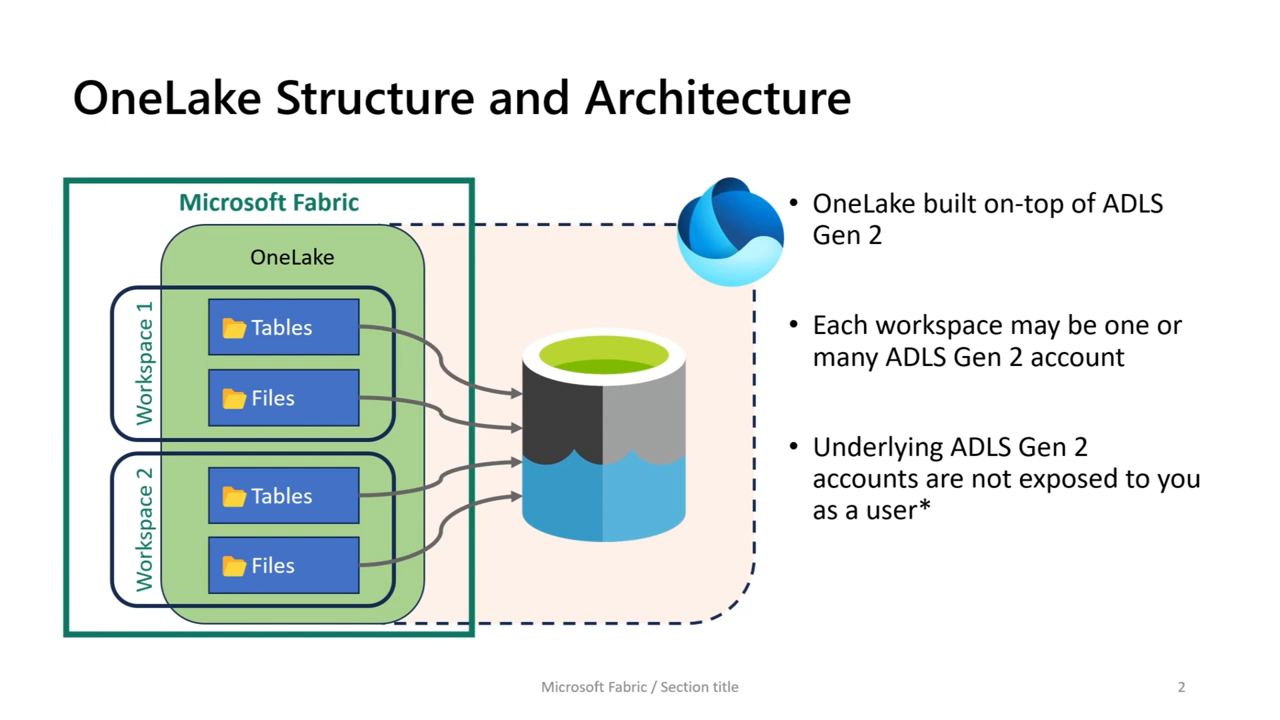 OneLake Structure and Architecture
Microsoft Fabric
OneLake
Workspace 1
Tables
Files
Workspace 2
Tables
Files
• OneLake built on-top of ADLS
Gen 2
• Each workspace may be one or
many ADLS Gen 2 account
• Underlying ADLS Gen 2
accounts are not exposed to you
as a user*
Microsoft Fabric / Section title
2